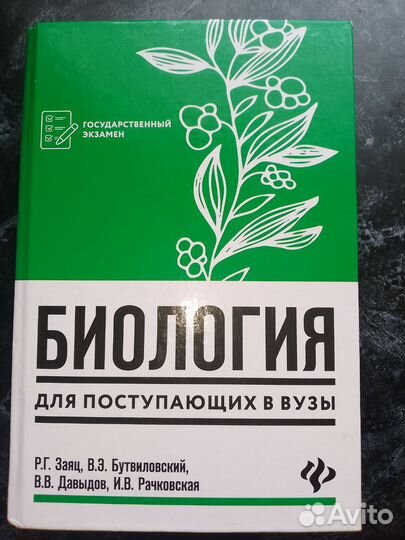 ГОСУДАРСТВЕННЫЙ
ЭКЗАМЕН
БИОЛОГИЯ
ДЛЯ ПОСТУПАЮЩИХ В ВУЗЫ
Р.Г. Заяц, В.Э. Бутвиловский,
В.В. Давыдов, И.В. Рачковская
Avito